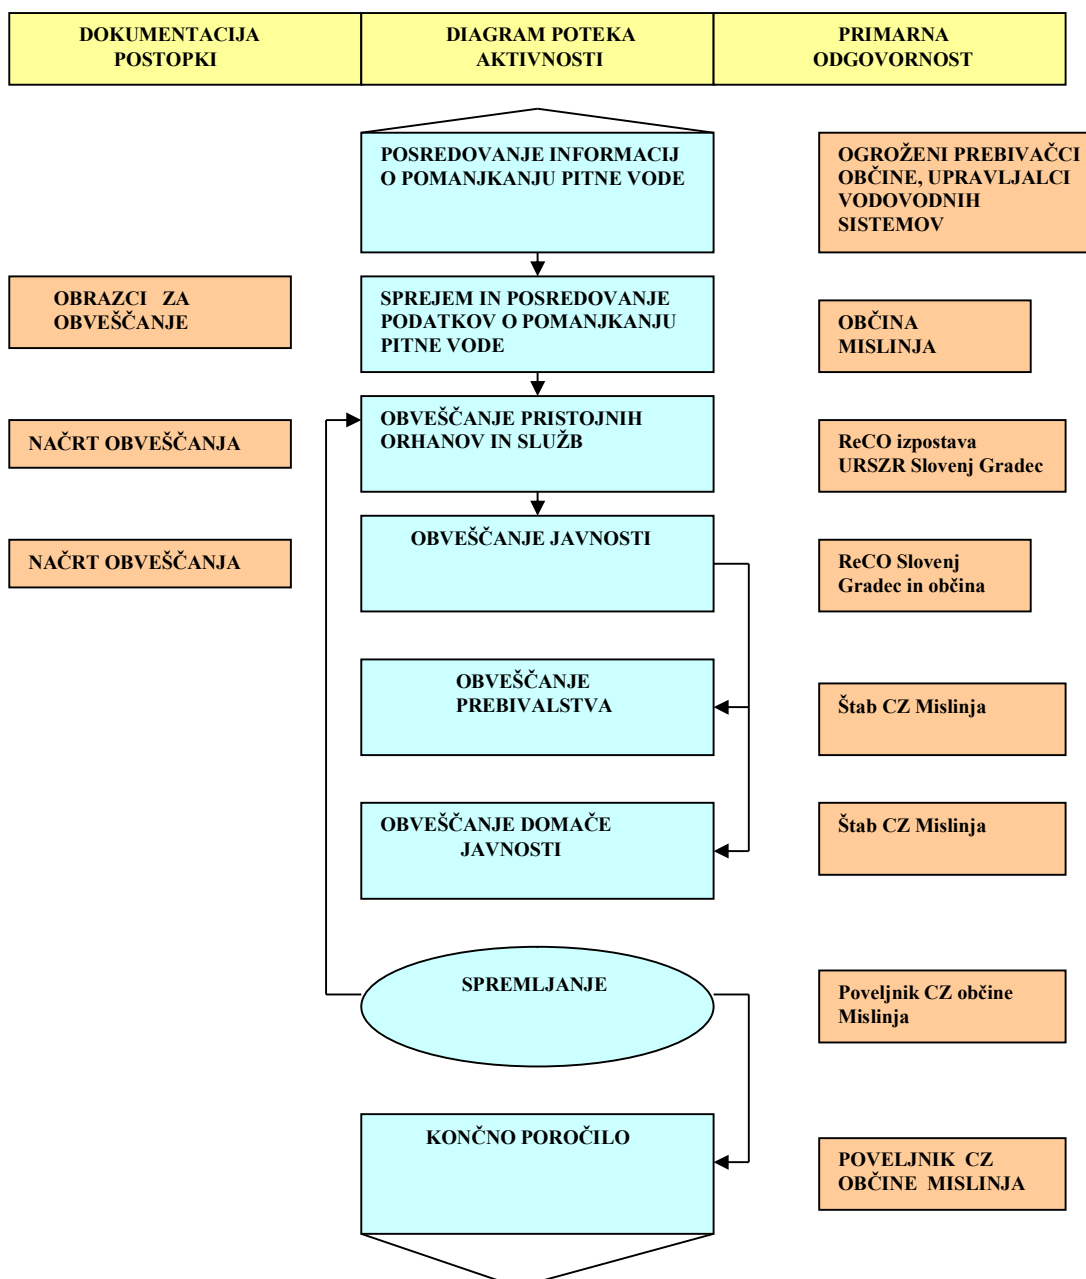 DOKUMENTACIJA
POSTOPKI
DIAGRAM POTEKA
AKTIVNOSTI
PRIMARNA
ODGOVORNOST
POSREDOVANJE INFORMACIJ
O POMANJKANJU PITNE VODE
OGROŽENI PREBIVAČCI
OBČINE, UPRAVLJALCI
VODOVODNIH
SISTEMOV
OBRAZCI ZA
OBVEŠČANJE
SPREJEM IN POSREDOVANJE
PODATKOV O POMANJKANJU
PITNE VODE
OBČINA
MISLINJA
NAČRT OBVEŠČANJA
OBVEŠČANJE PRISTOJNIH
ORHANOV IN SLUŽB
ReCO izpostava
URSZR Slovenj Gradec
NAČRT OBVEŠČANJA
OBVEŠČANJE JAVNOSTI
ReCO Slovenj
Gradec in občina
OBVEŠČANJE
PREBIVALSTVA
Štab CZ Mislinja
OBVEŠČANJE DOMAČE
JAVNOSTI
Štab CZ Mislinja
SPREMLJANJE
Poveljnik CZ občine
Mislinja
KONČNO POROČILO
POVELJNIK CZ
OBČINE MISLINJA